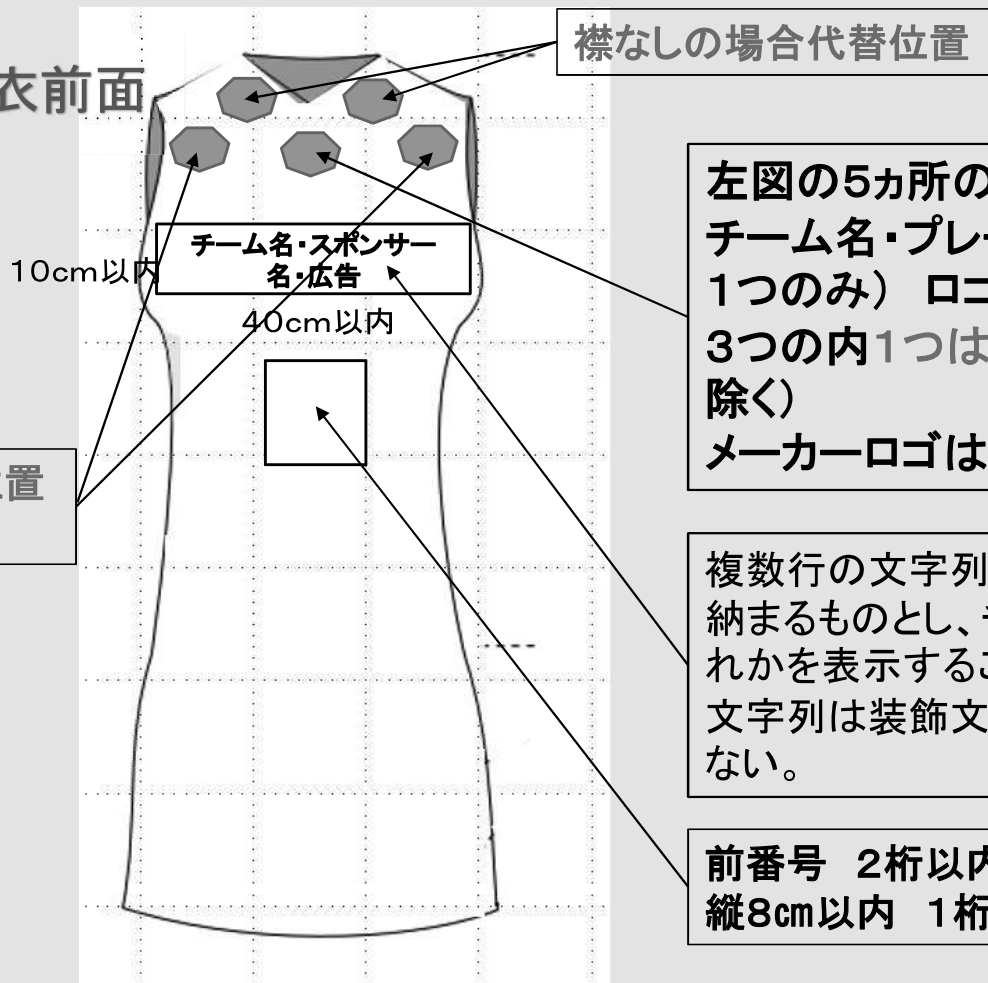 襟なしの場合代替位置
衣前面
左図の5ヵ所の
チーム名・プレー
1つのみ） ロゴ
3つの内1つは
除く）
メーカーロゴは
チーム名・スポンサー
名・広告
10cm以内
40cm以内
置
複数行の文字列
納まるものとし、そ
れかを表示するこ
文字列は装飾文
ない。
前番号 2桁以内
縦8㎝以内 1桁